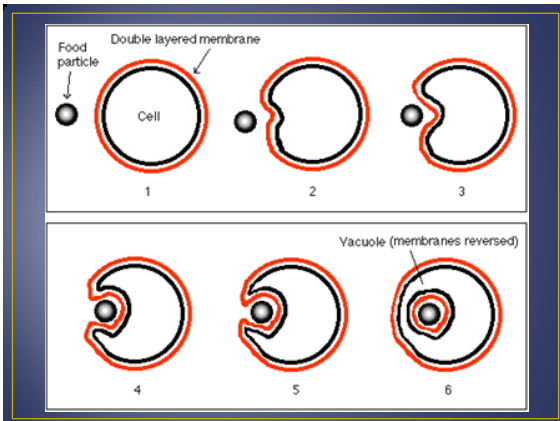 Double layered membrane
Food
particle
Cell
1
2
3
Vacuole (membranes reversed)
4
5
6